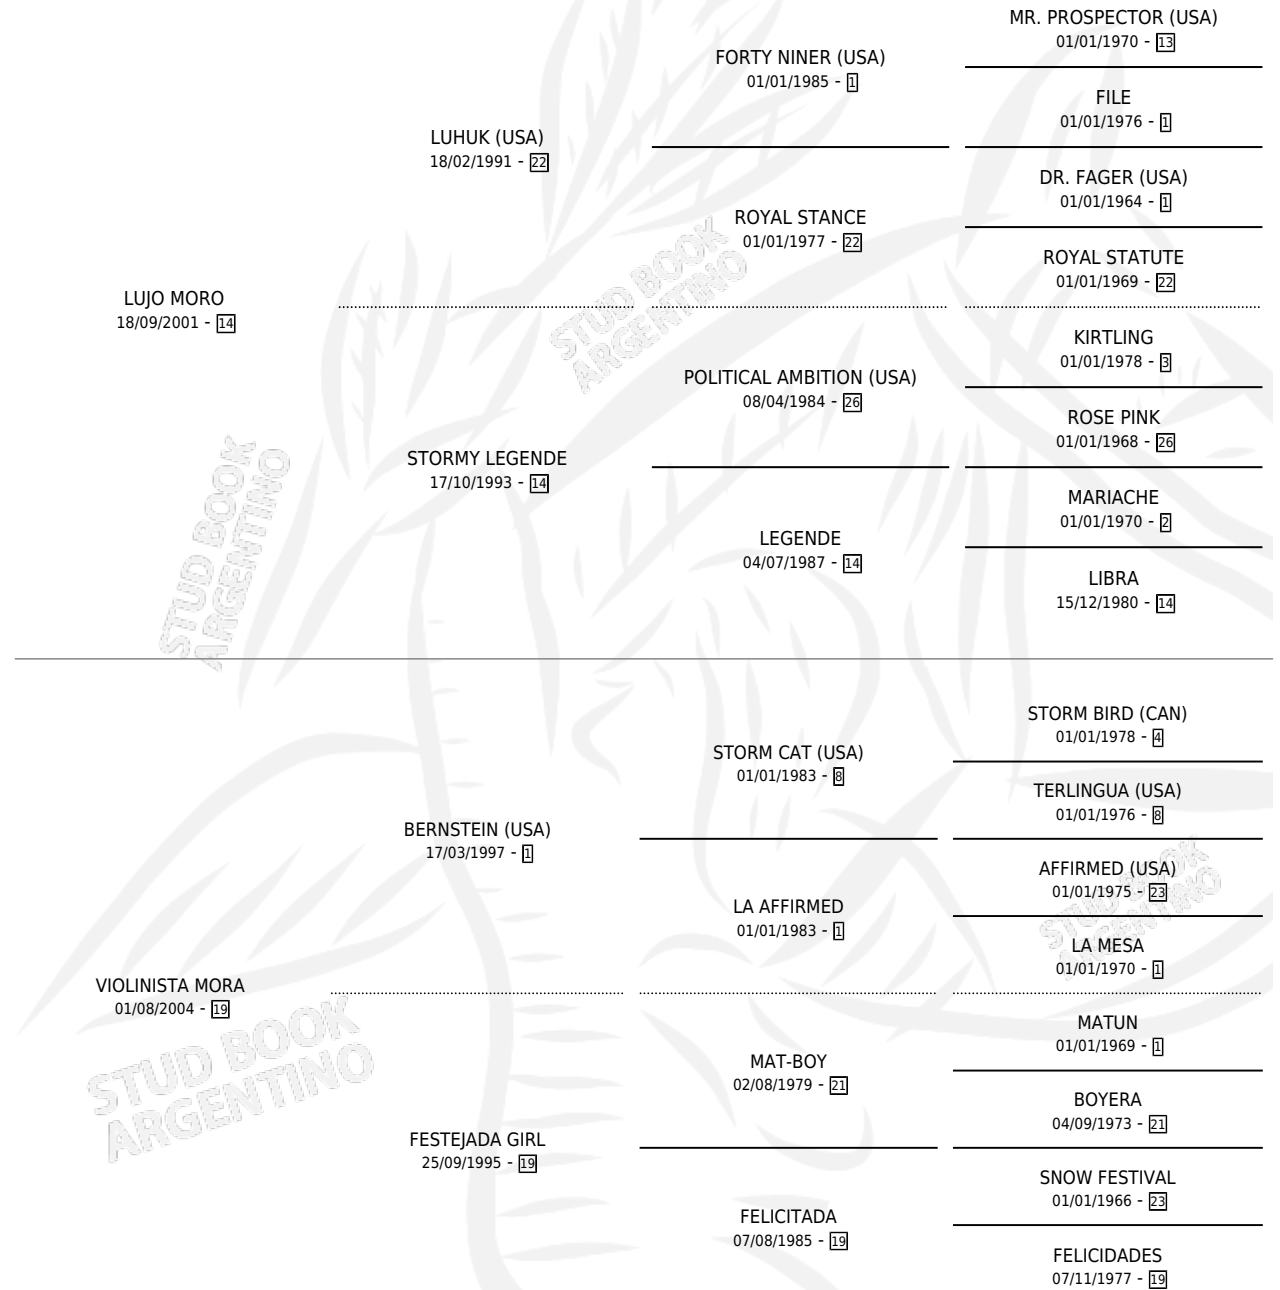 MR. PROSPECTOR (USA)
01/01/1970 - 13
FORTY NINER (USA)
01/01/1985 - 1
FILE
01/01/1976 - 1
LUHUK (USA)
18/02/1991 - 22
DR. FAGER (USA)
01/01/1964 - 1
ROYAL STANCE
01/01/1977 - 22
ROYAL STATUTE
01/01/1969 - 22
LUJO MORO
18/09/2001 - 14
KIRTLING
01/01/1978 - 3
POLITICAL AMBITION (USA)
08/04/1984 - 26
ROSE PINK
01/01/1968 - 26
STORMY LEGENDE
17/10/1993 - 14
MARIACHE
01/01/1970 - 2
LEGENDE
04/07/1987 - 14
LIBRA
15/12/1980 - 14
STORM BIRD (CAN)
01/01/1978 - 4
STORM CAT (USA)
01/01/1983 - 8
TERLINGUA (USA)
01/01/1976 - 8
BERNSTEIN (USA)
17/03/1997 - 1
AFFIRMED (USA)
01/01/1975 - 23
LA AFFIRMED
01/01/1983 - 1
LA MESA
01/01/1970 - 1
VIOLINISTA MORA
01/08/2004 - 19
MATUN
01/01/1969 - 1
MAT-BOY
02/08/1979 - 21
BOYERA
04/09/1973 - 21
FESTEJADA GIRL
25/09/1995 - 19
SNOW FESTIVAL
01/01/1966 - 23
FELICITADA
07/08/1985 - 19
FELICIDADES
07/11/1977 - 19
STUD BOOK
ARGENTINO
STUD BOOK
ARGENTINO
STUD BOOK
ARGENTINO
STUD BOOK
ARGENTINO